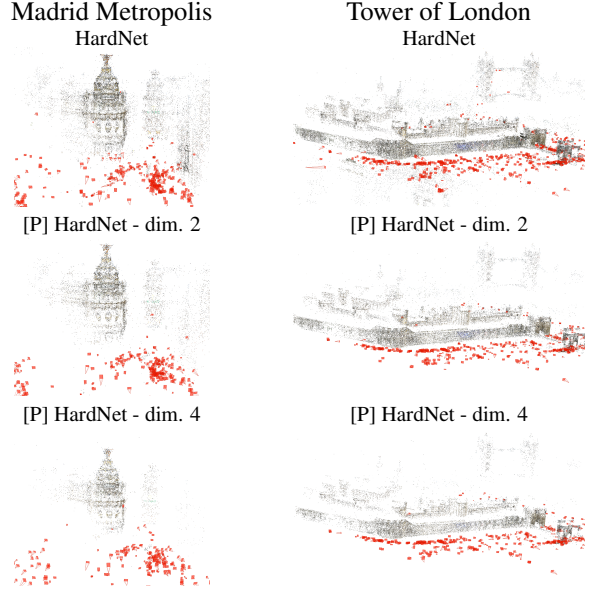 Madrid Metropolis
Tower of London
HardNet
HardNet
[P] HardNet - dim. 2
[P] HardNet - dim. 2
[P] HardNet - dim. 4
[P] HardNet - dim. 4